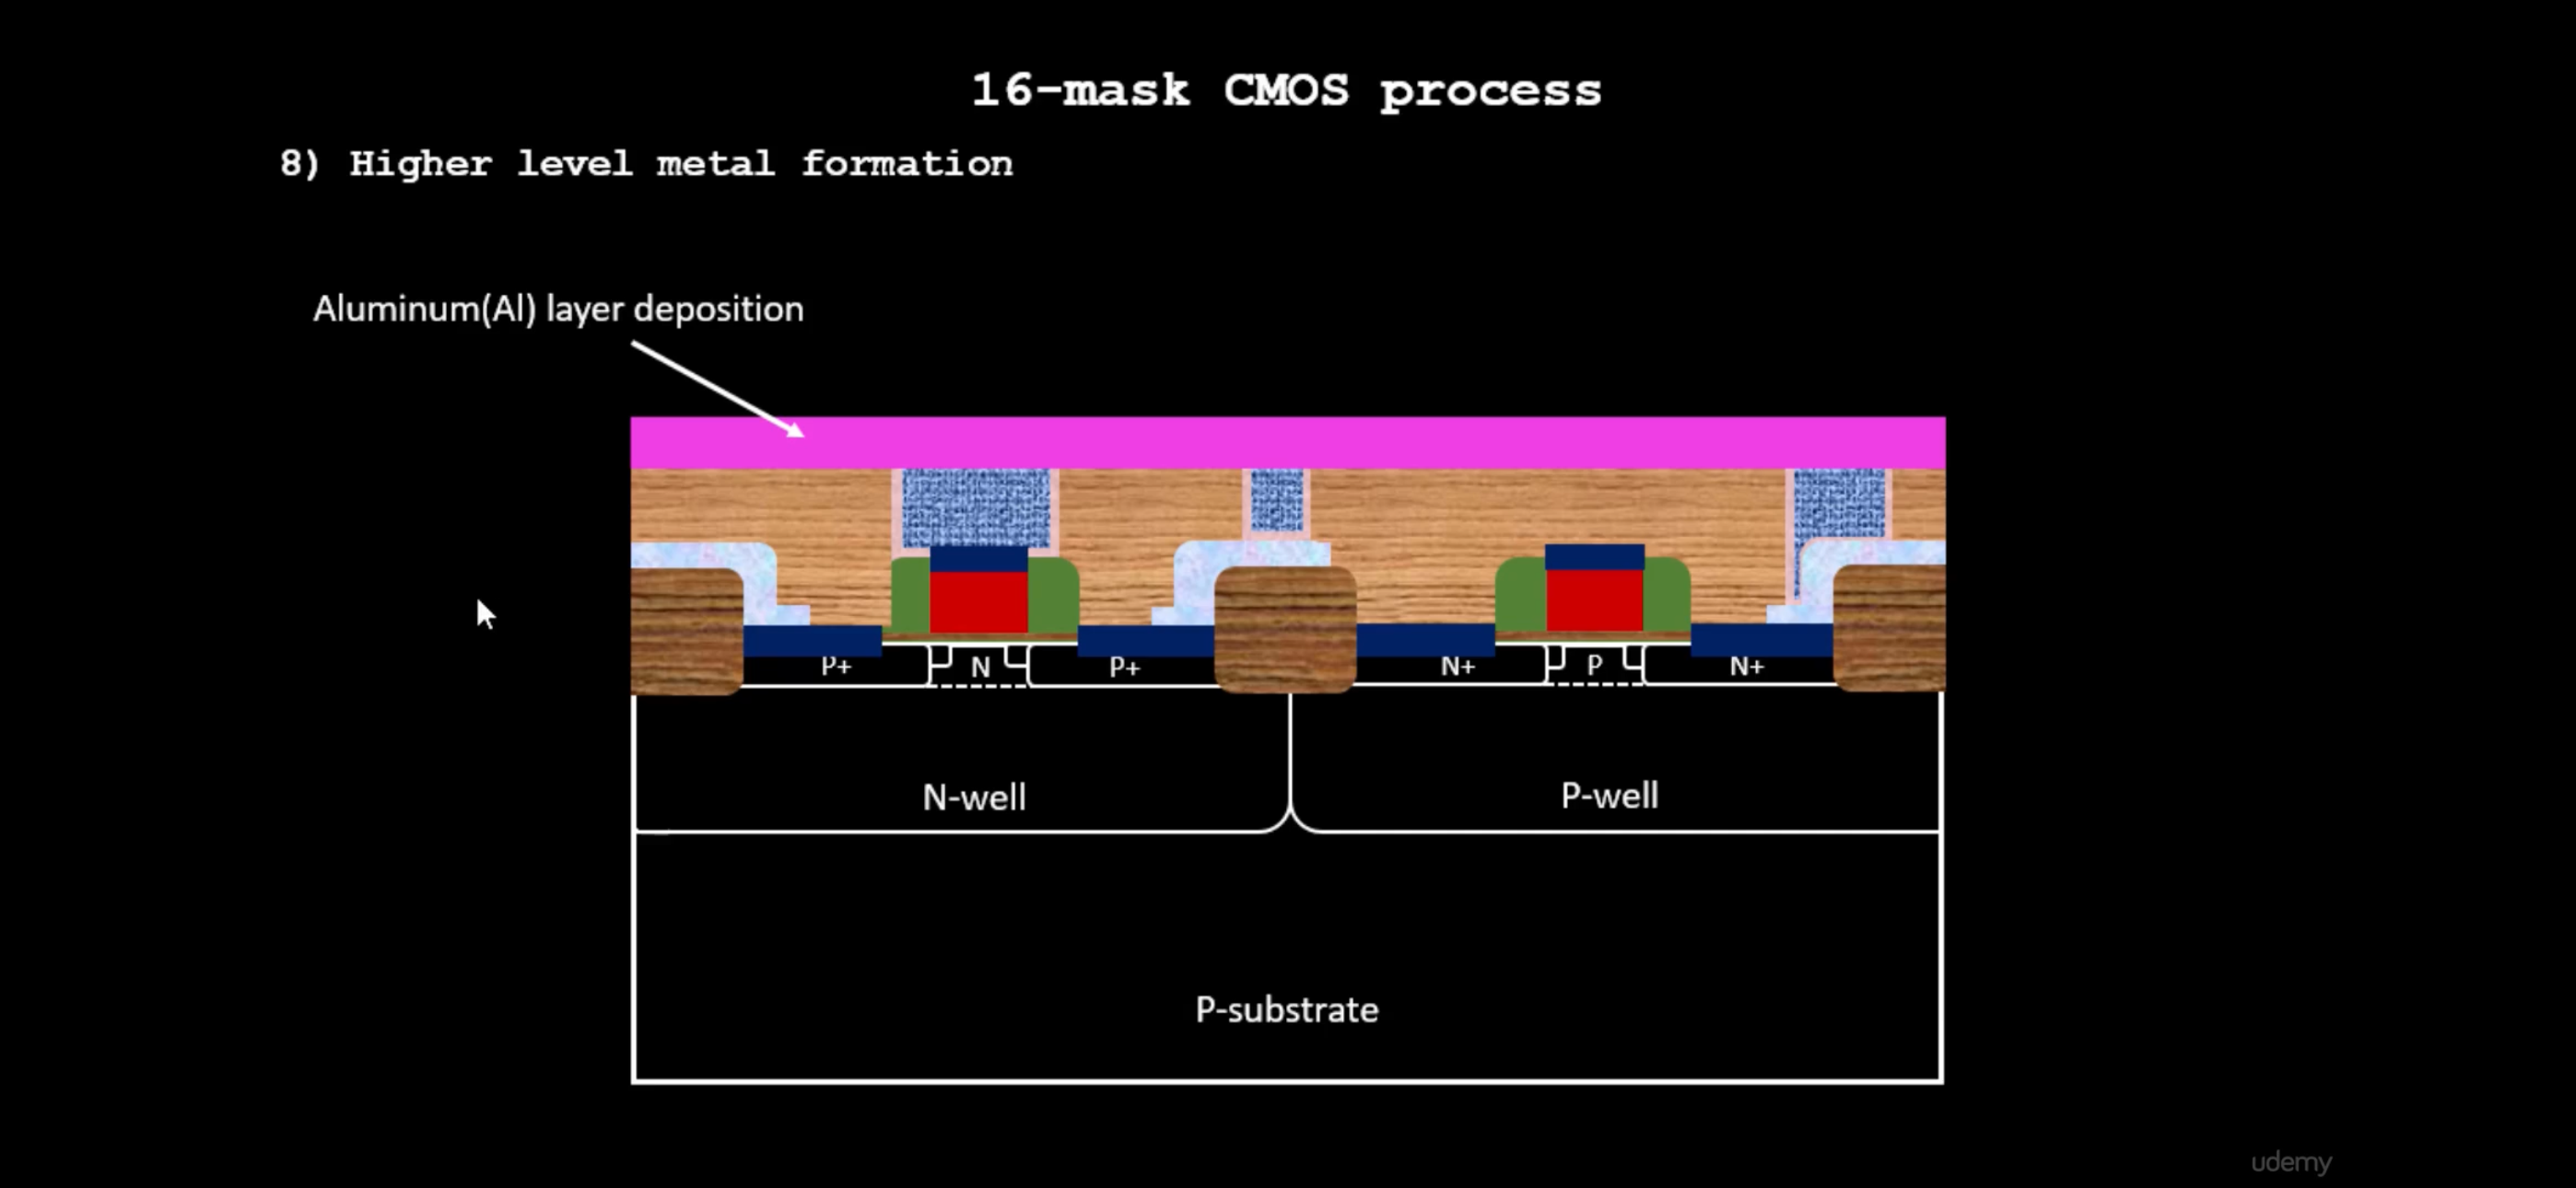 16-mask CMOS process
8) Higher level metal formation
Aluminum(Al) layer deposition
P+ N P+ N+ P N+
N-well P-well
P-substrate
udemy